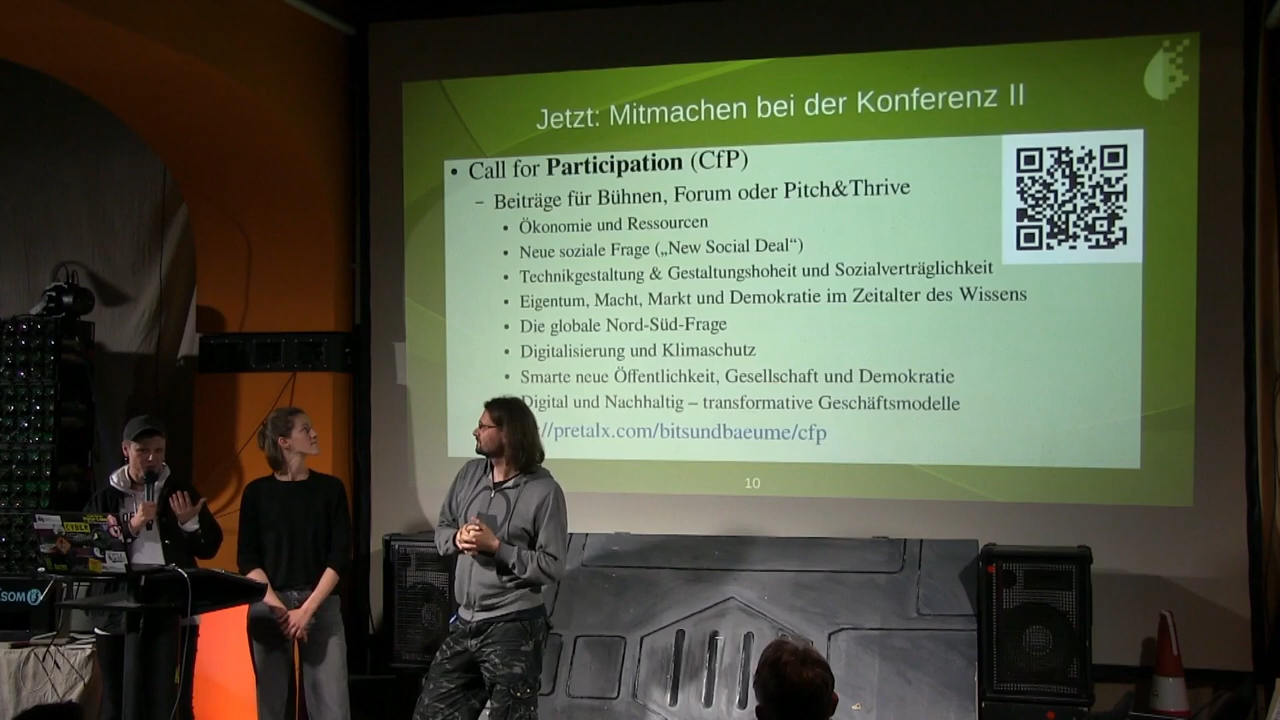 Jetzt: Mitmachen bei der Konferenz II
• Call for Participation (CfP)
– Beiträge für Bühnen, Forum oder Pitch&Thrive
• Ökonomie und Ressourcen
• Neue soziale Frage („New Social Deal“)
• Technikgestaltung & Gestaltungshoheit und Sozialverträglichkeit
• Eigentum, Macht, Markt und Demokratie im Zeitalter des Wissens
• Die globale Nord-Süd-Frage
• Digitalisierung und Klimaschutz
• Smarte neue Öffentlichkeit, Gesellschaft und Demokratie
Digital und Nachhaltig – transformative Geschäftsmodelle
//pretalx.com/bitsundbaeume/cfp
10
CYBER
SOM